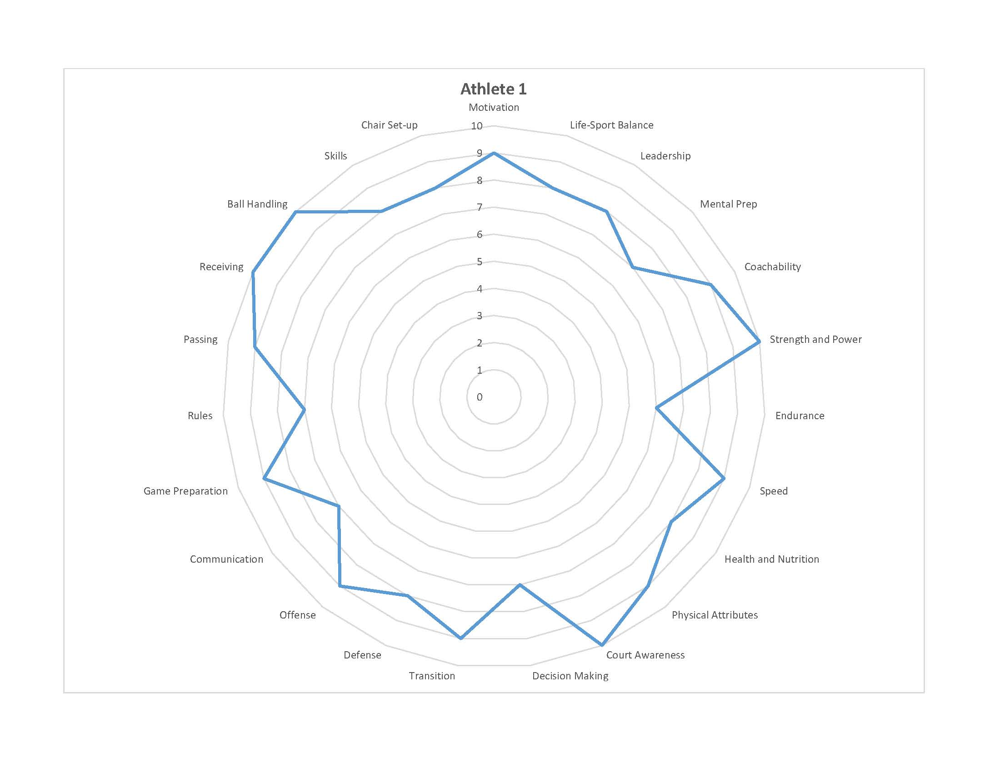 Athlete 1
Motivation
Life-Sport Balance
Leadership
Mental Prep
Coachability
Strength and Power
Endurance
Speed
Health and Nutrition
Physical Attributes
Court Awareness
Decision Making
Transition
Defense
Offense
Communication
Game Preparation
Rules
Passing
Receiving
Ball Handling
Skills
Chair Set-up
10
9
8
7
6
5
4
3
2
1
0